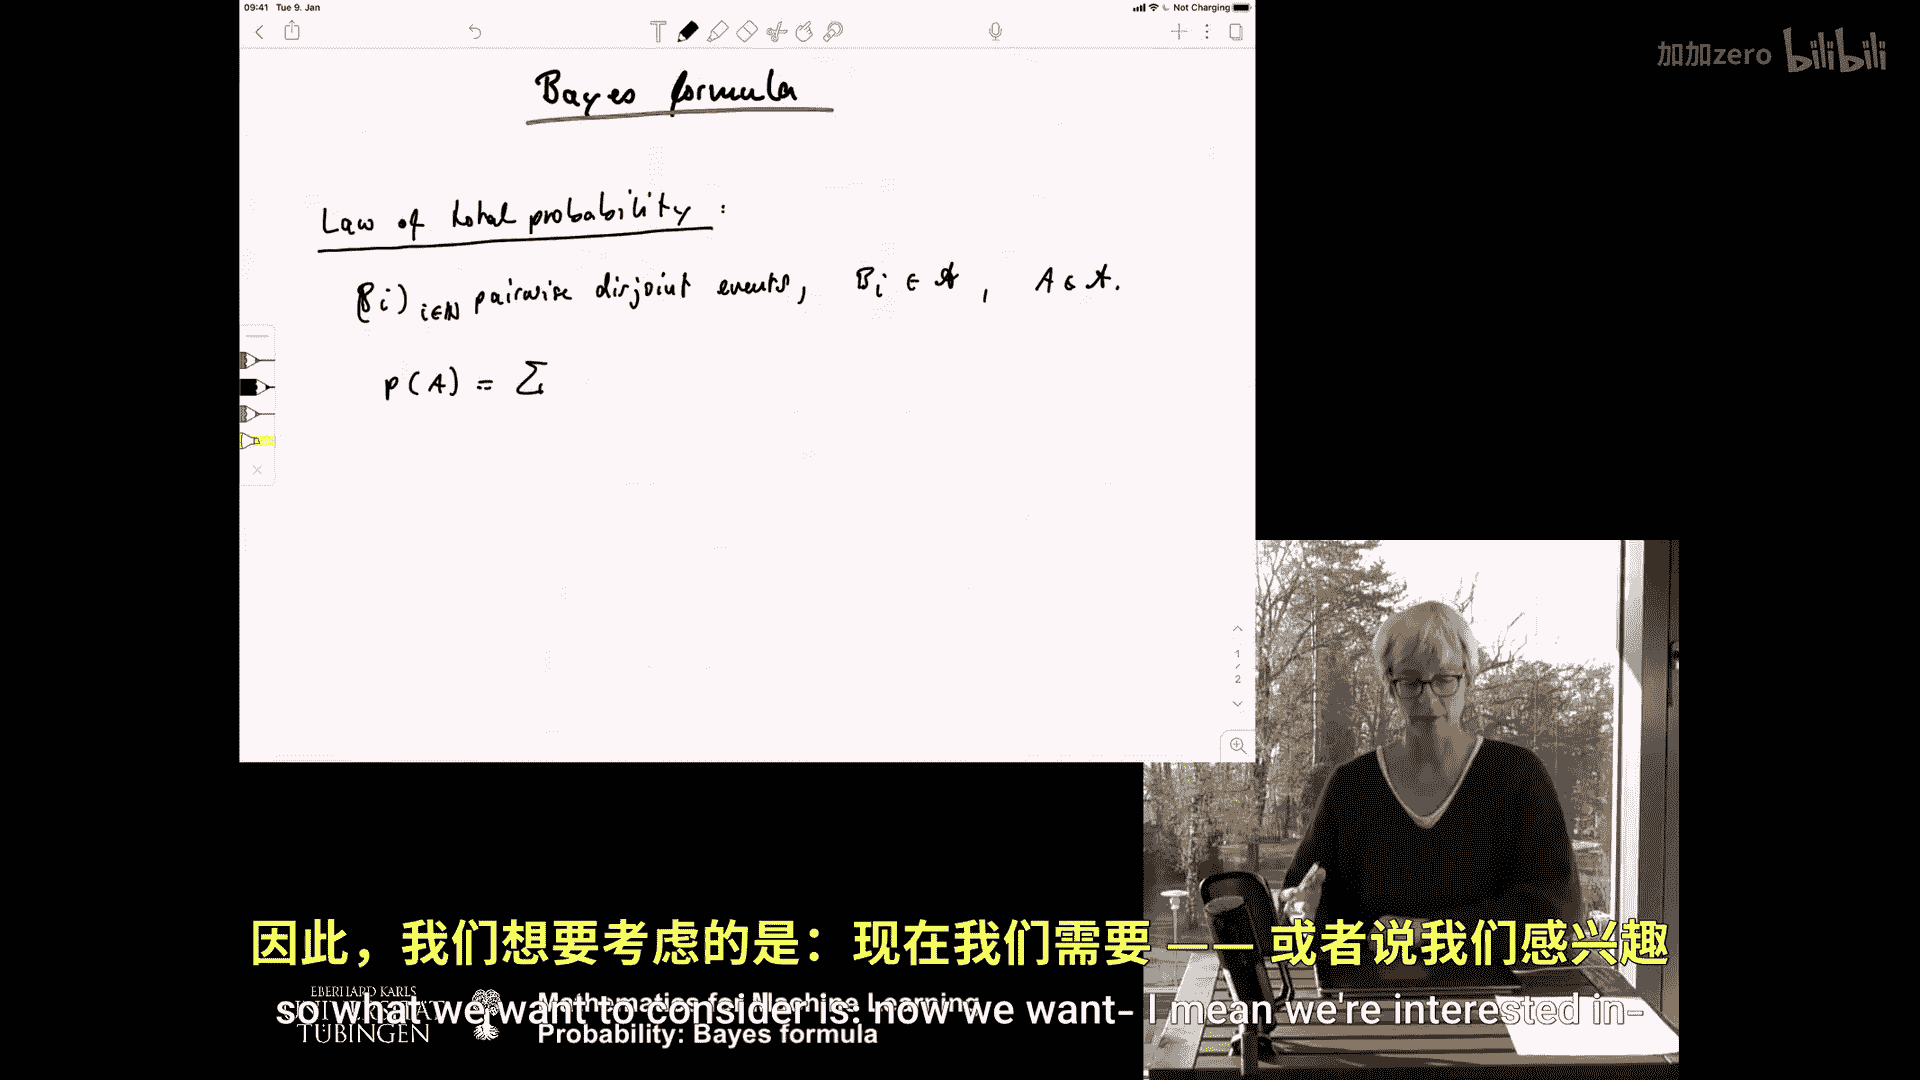 09:41 Tue 9. Jan
Not Charging
加加zero bilibili
T
Bayes formula
Law of total probability :
(Bi) i∈ℕ pairwise disjoint events, Bi ∈ 𝒜 , A ∈ 𝒜.
P(A) = Σ
1
/
2
因此，我们想要考虑的是：现在我们需要 —— 或者说我们感兴趣
so what we want to consider is: now we want- I mean we're interested in-
EBERHARD KARLS
UNIVERSITÄT
TÜBINGEN
Mathematics for Machine Learning
Probability: Bayes formula